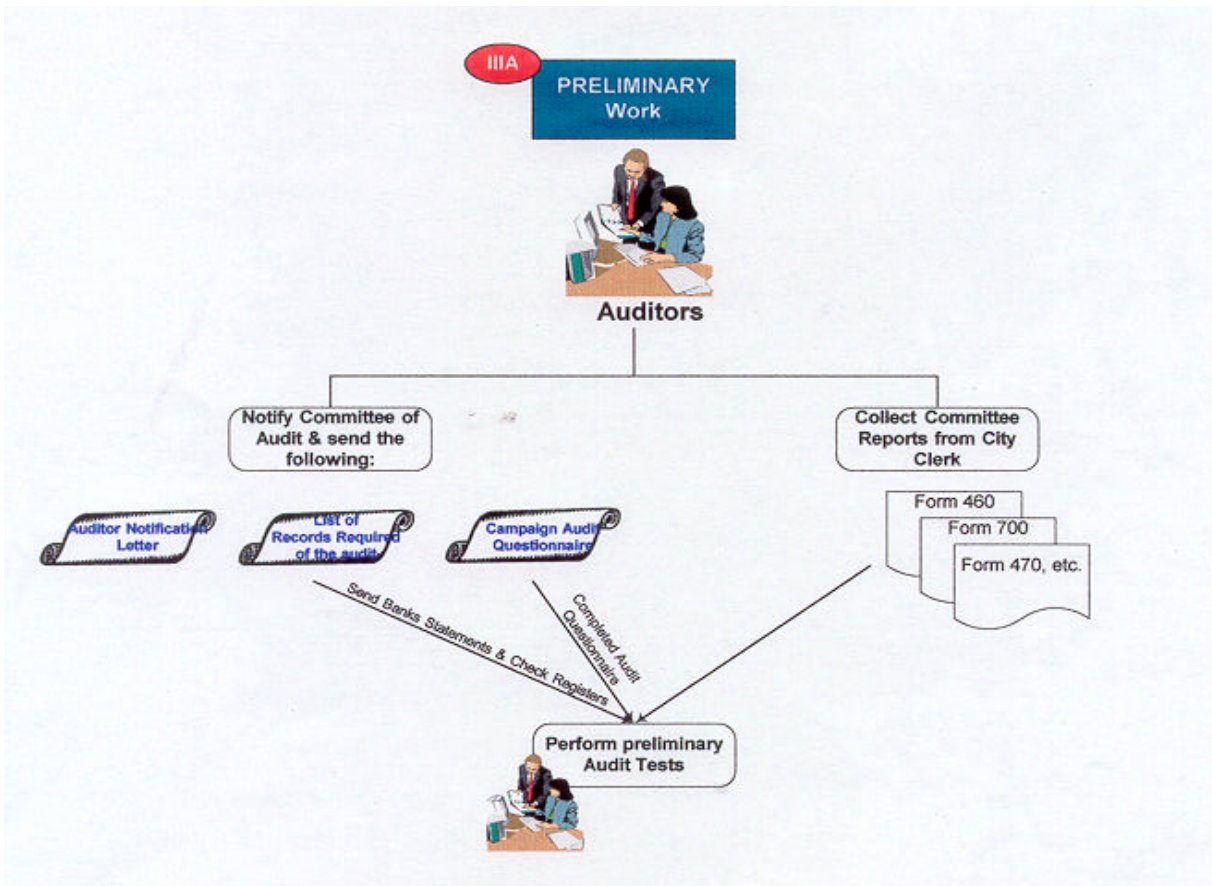 IIIA
PRELIMINARY
Work
Auditors
Notify Committee of
Audit & send the
following:
Collect Committee
Reports from City
Clerk
Auditor Notification
Letter
List of
Records Required
of the audit
Campaign Audit
Questionnaire
Form 460
Form 700
Form 470, etc.
Send Banks Statements & Check Registers
Completed Audit
Questionnaire
Perform preliminary
Audit Tests